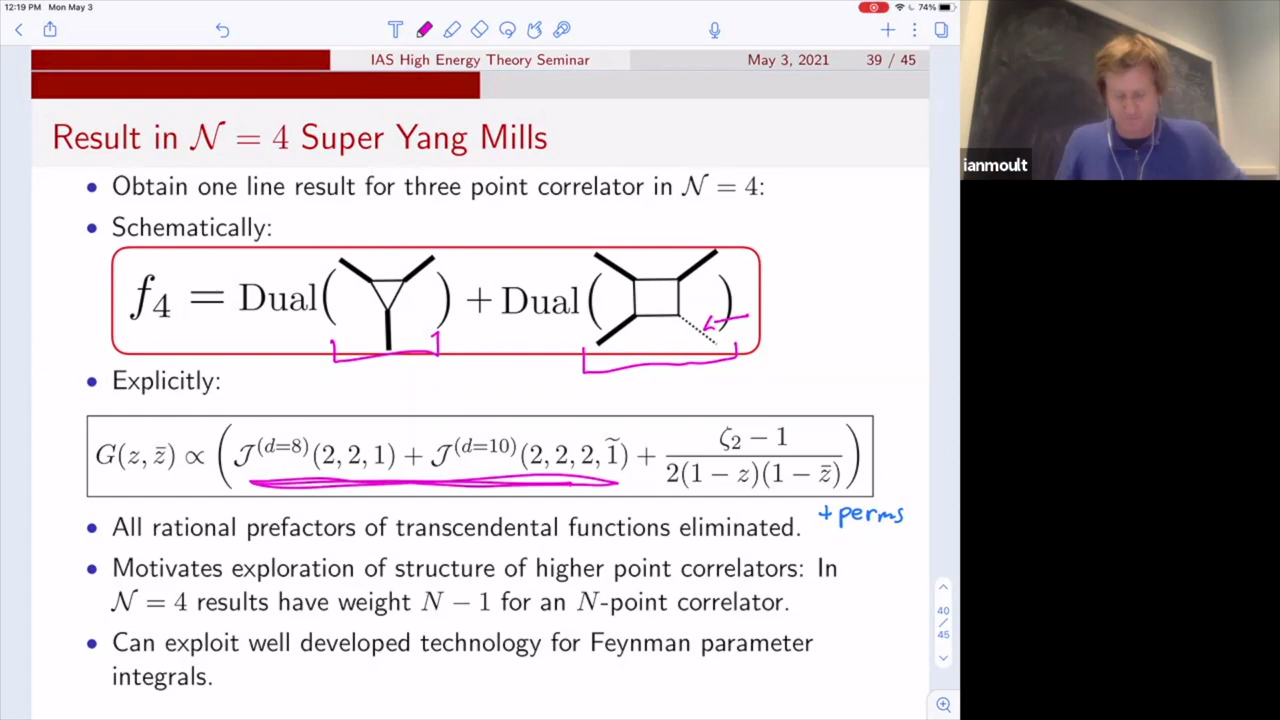 12:19 PM Mon May 3
74%
IAS High Energy Theory Seminar
May 3, 2021
39 / 45
Result in 𝒩 = 4 Super Yang Mills
• Obtain one line result for three point correlator in 𝒩 = 4:
• Schematically:
f₄ = Dual( ) + Dual( )
• Explicitly:
G(z, z̄) ∝ ( 𝒥^(d=8)(2, 2, 1) + 𝒥^(d=10)(2, 2, 2, 1̃) + (ζ₂ − 1) / (2(1 − z)(1 − z̄)) )
+ perms
• All rational prefactors of transcendental functions eliminated.
• Motivates exploration of structure of higher point correlators: In
𝒩 = 4 results have weight N − 1 for an N-point correlator.
• Can exploit well developed technology for Feynman parameter
integrals.
40
/
45
ianmoult